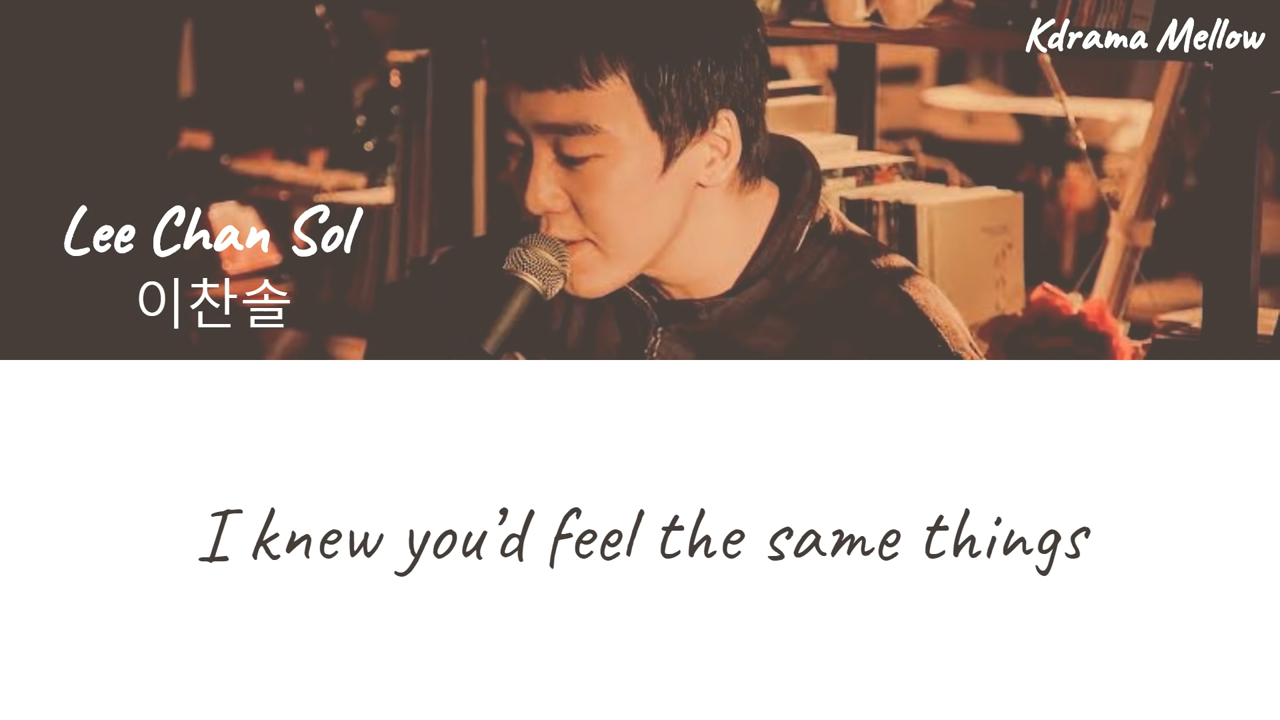 Kdrama Mellow
Lee Chan Sol
이찬솔
I knew you'd feel the same things